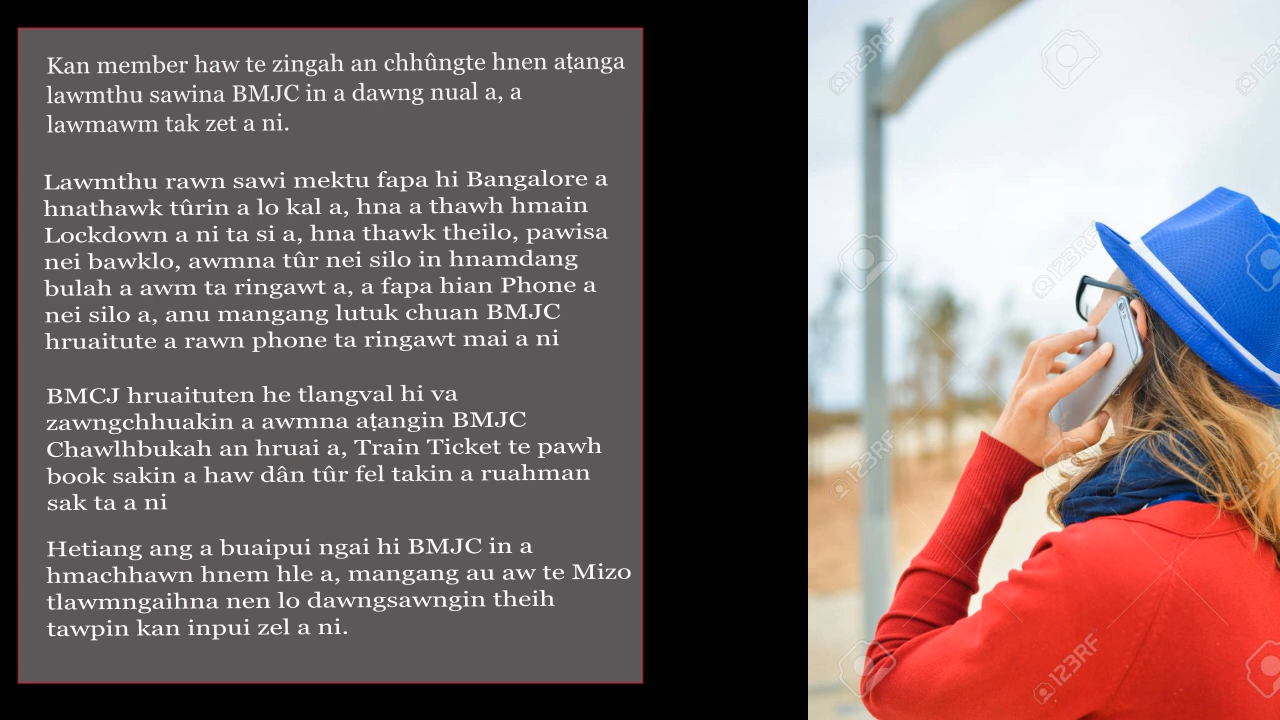 Kan member haw te zingah an chhûngte hnen aṭanga
lawmthu sawina BMJC in a dawng nual a, a
lawmawm tak zet a ni.
Lawmthu rawn sawi mektu fapa hi Bangalore a
hnathawk tûrin a lo kal a, hna a thawh hmain
Lockdown a ni ta si a, hna thawk theilo, pawisa
nei bawklo, awmna tûr nei silo in hnamdang
bulah a awm ta ringawt a, a fapa hian Phone a
nei silo a, anu mangang lutuk chuan BMJC
hruaitute a rawn phone ta ringawt mai a ni
BMCJ hruaituten he tlangval hi va
zawngchhuakin a awmna aṭangin BMJC
Chawlhbukah an hruai a, Train Ticket te pawh
book sakin a haw dân tûr fel takin a ruahman
sak ta a ni
Hetiang ang a buaipui ngai hi BMJC in a
hmachhawn hnem hle a, mangang au aw te Mizo
tlawmngaihna nen lo dawngsawngin theih
tawpin kan inpui zel a ni.
123RF
123RF
123RF
123RF
123RF